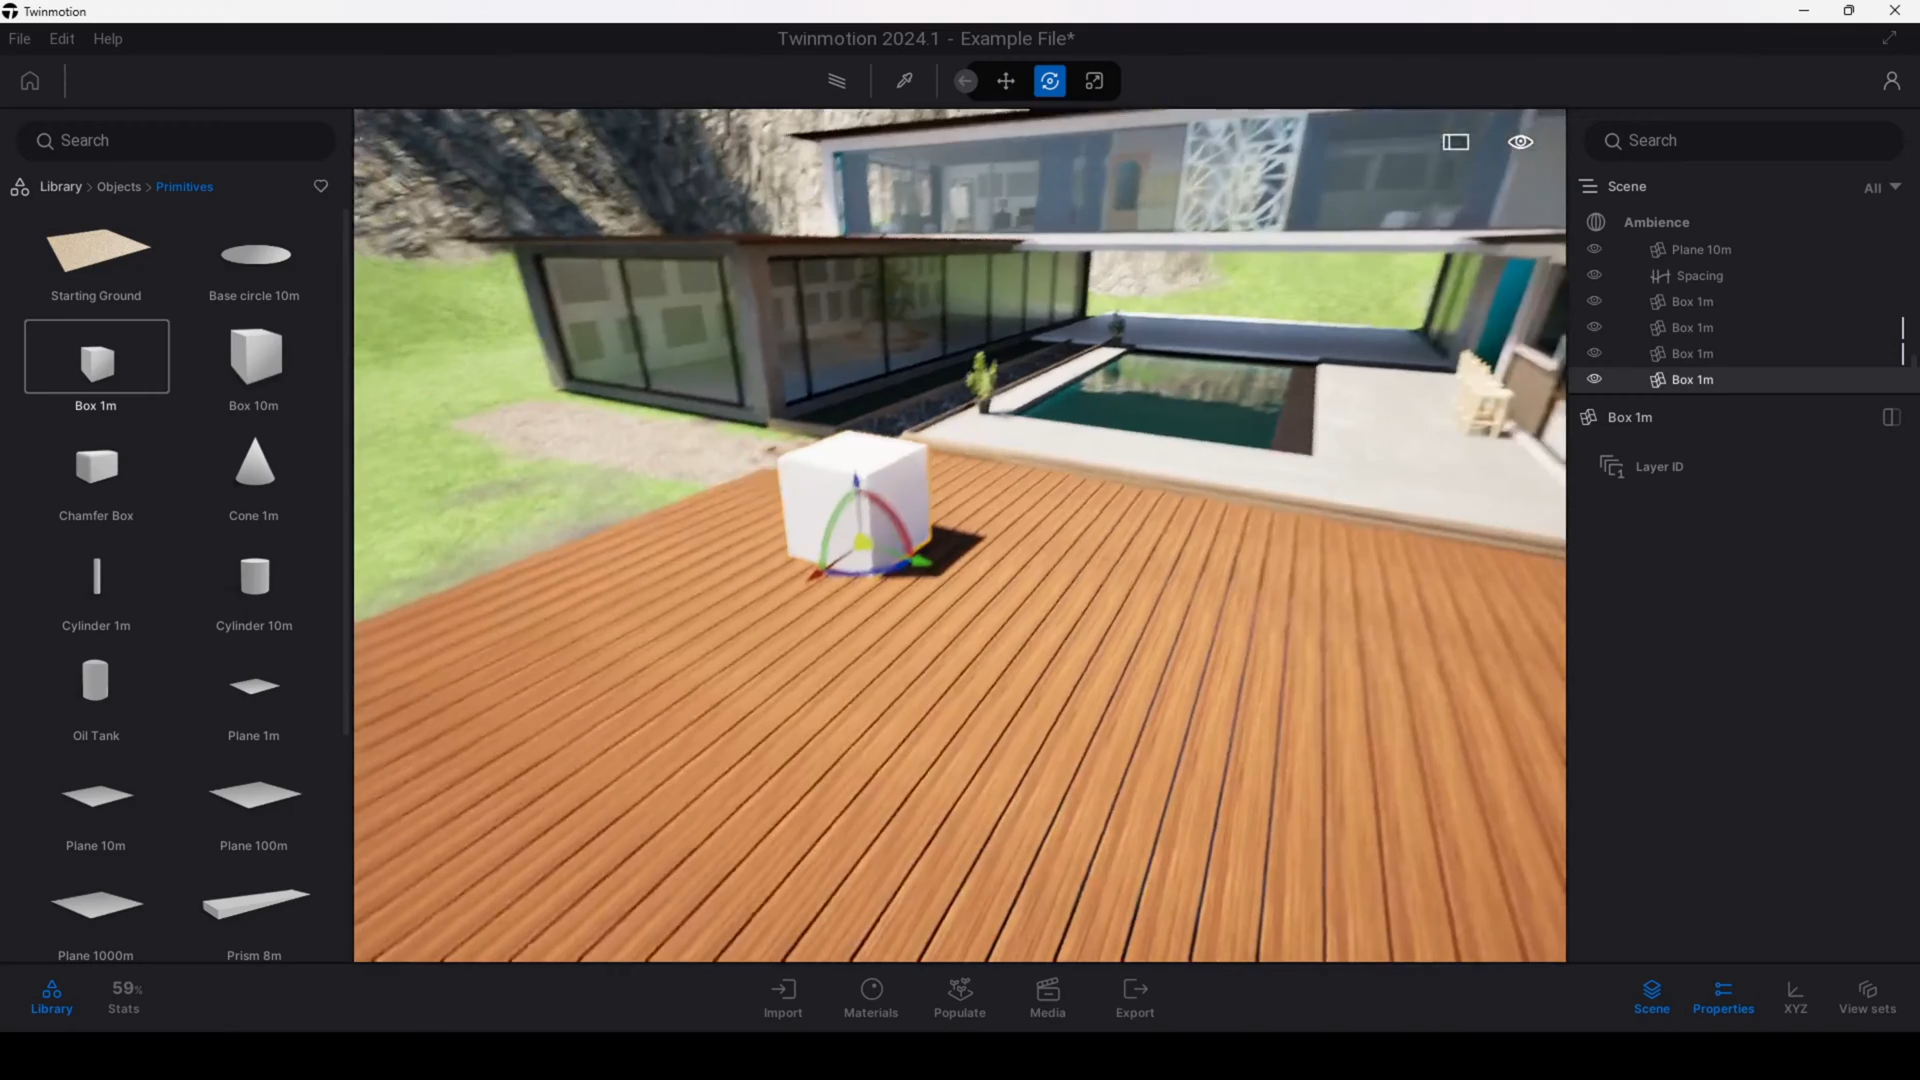 Twinmotion
File Edit Help
Twinmotion 2024.1 - Example File*
Search
Library > Objects > Primitives
Starting Ground
Base circle 10m
Box 1m
Box 10m
Chamfer Box
Cone 1m
Cylinder 1m
Cylinder 10m
Oil Tank
Plane 1m
Plane 10m
Plane 100m
Plane 1000m
Prism 8m
Search
Scene
All
Ambience
Plane 10m
Spacing
Box 1m
Box 1m
Box 1m
Box 1m
Box 1m
1 Layer ID
Library
59%
Stats
Import
Materials
Populate
Media
Export
Scene
Properties
XYZ
View sets